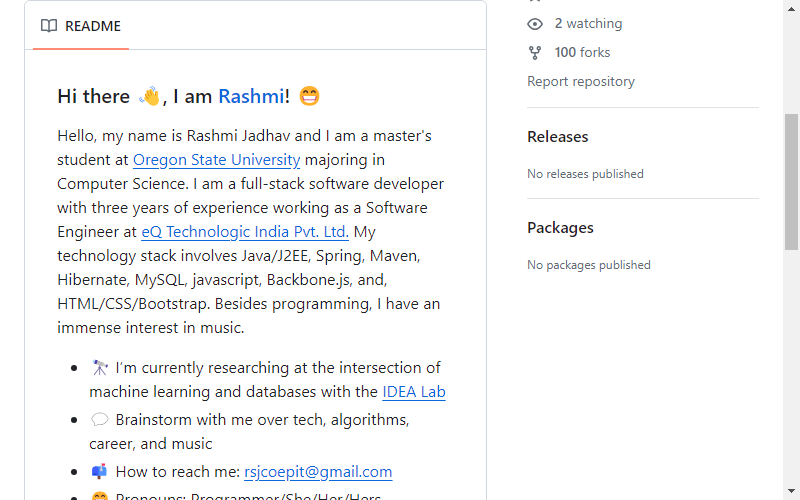 README
Hi there 👋, I am Rashmi! 😁
Hello, my name is Rashmi Jadhav and I am a master's
student at Oregon State University majoring in
Computer Science. I am a full-stack software developer
with three years of experience working as a Software
Engineer at eQ Technologic India Pvt. Ltd. My
technology stack involves Java/J2EE, Spring, Maven,
Hibernate, MySQL, javascript, Backbone.js, and,
HTML/CSS/Bootstrap. Besides programming, I have an
immense interest in music.
• 🔭 I’m currently researching at the intersection of
machine learning and databases with the IDEA Lab
• 💬 Brainstorm with me over tech, algorithms,
career, and music
• 📫 How to reach me: rsjcoepit@gmail.com
• 😄 Pronouns: Programmer/She/Her/Hers
2 watching
100 forks
Report repository
Releases
No releases published
Packages
No packages published